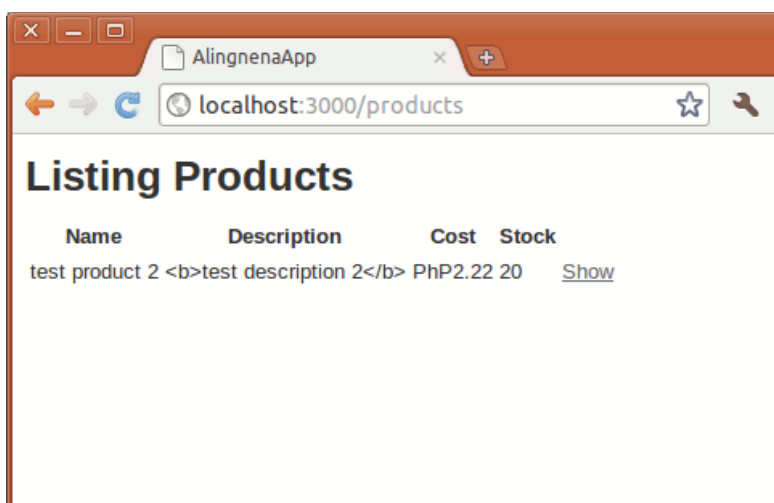 AlingnenaApp
localhost:3000/products
Listing Products
Name Description Cost Stock
test product 2 <b>test description 2</b> PhP2.22 20 Show